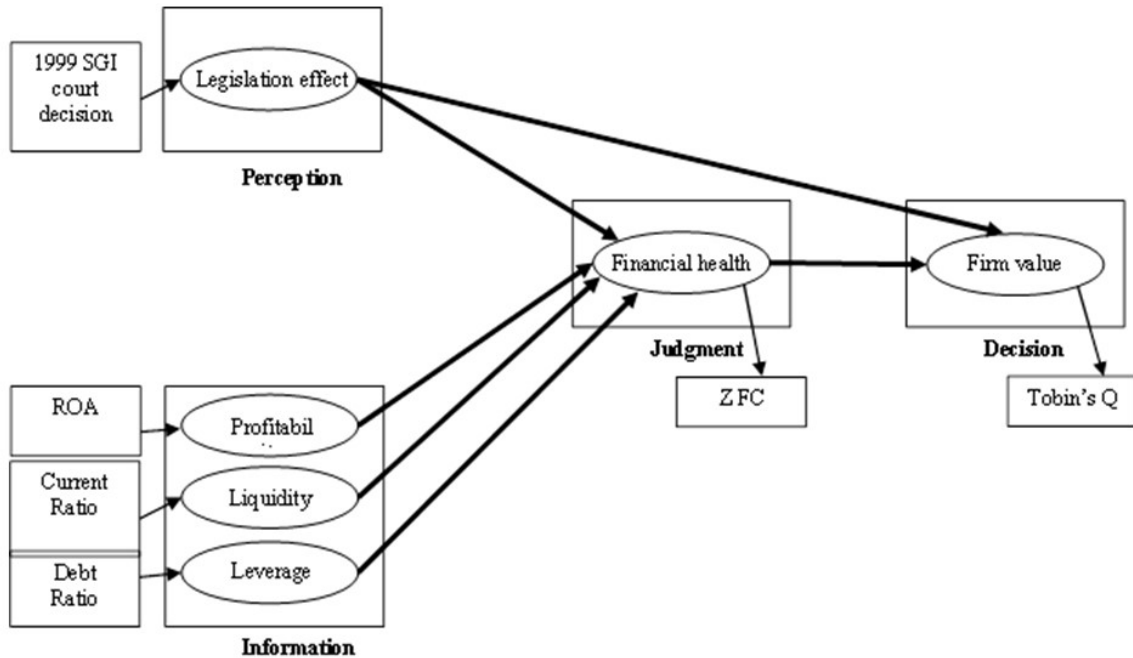 1999 SGI
court
decision
Legislation effect
Perception
Financial health
Judgment
Z FC
Firm value
Decision
Tobin's Q
ROA
Current
Ratio
Debt
Ratio
Profitabil
Liquidity
Leverage
Information